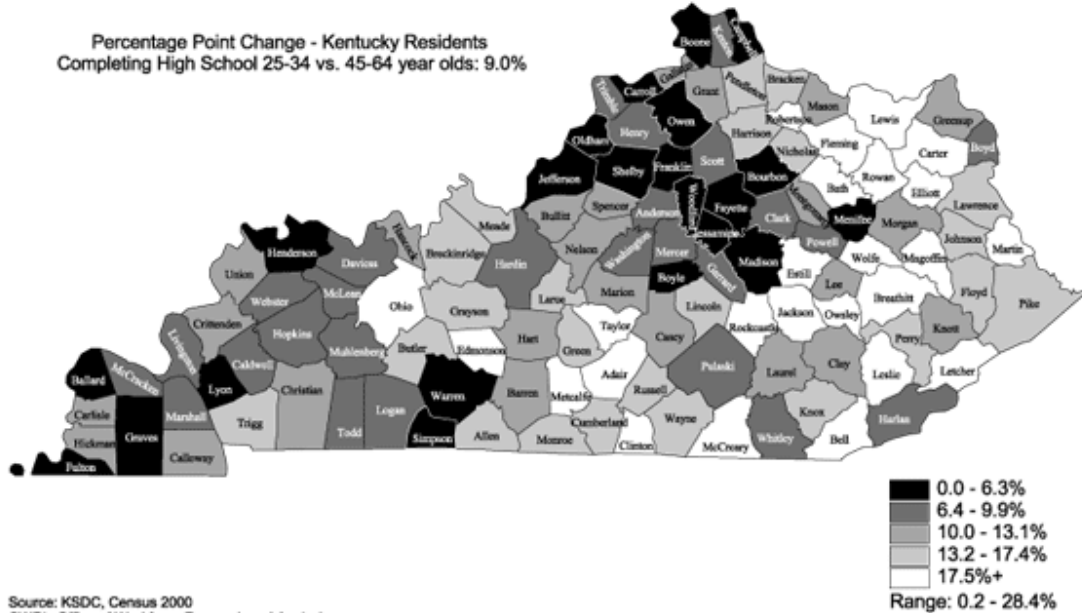 Percentage Point Change - Kentucky Residents
Completing High School 25-34 vs. 45-64 year olds: 9.0%
Boone
Kenton
Campbell
Gallatin
Pendleton
Bracken
Carroll
Trimble
Grant
Mason
Robertson
Lewis
Greenup
Owen
Henry
Harrison
Fleming
Oldham
Nicholas
Carter
Boyd
Scott
Franklin
Shelby
Bourbon
Rowan
Jefferson
Bath
Elliott
Woodford
Fayette
Montgomery
Menifee
Lawrence
Spencer
Anderson
Bullitt
Clark
Morgan
Meade
Jessamine
Hancock
Nelson
Washington
Mercer
Powell
Johnson
Martin
Henderson
Daviess
Breckinridge
Hardin
Madison
Wolfe
Magoffin
Union
Garrard
Estill
Boyle
Lee
Webster
McLean
Marion
Breathitt
Floyd
Pike
Ohio
Grayson
Larue
Lincoln
Jackson
Owsley
Crittenden
Hopkins
Taylor
Rockcastle
Knott
Livingston
Muhlenberg
Butler
Edmonson
Hart
Green
Casey
Perry
Caldwell
Pulaski
Laurel
Clay
Leslie
Letcher
Ballard
McCracken
Lyon
Christian
Warren
Barren
Adair
Metcalfe
Russell
Carlisle
Marshall
Trigg
Logan
Knox
Harlan
Graves
Todd
Simpson
Allen
Monroe
Cumberland
Wayne
Hickman
Clinton
McCreary
Whitley
Bell
Fulton
Calloway
0.0 - 6.3%
6.4 - 9.9%
10.0 - 13.1%
13.2 - 17.4%
17.5%+
Range: 0.2 - 28.4%
Source: KSDC, Census 2000